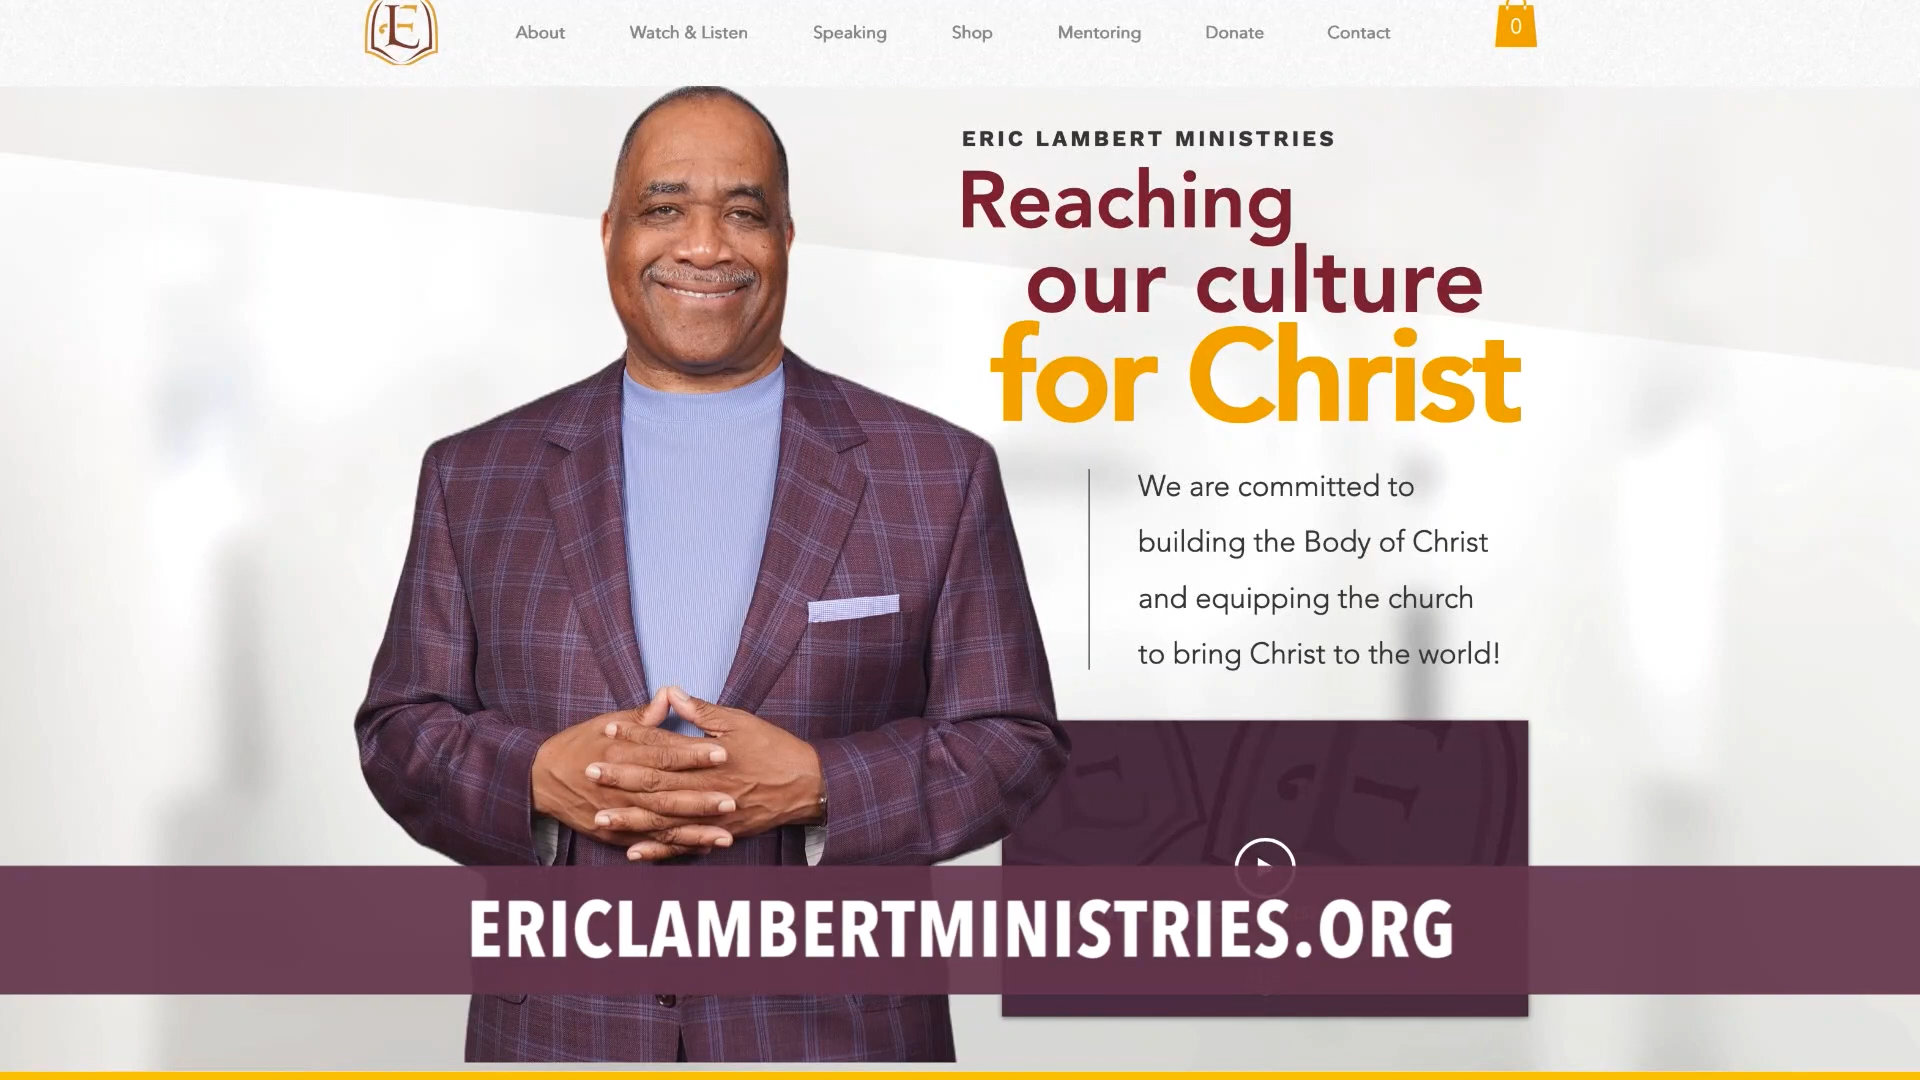 E
About Watch & Listen Speaking Shop Mentoring Donate Contact 0
ERIC LAMBERT MINISTRIES
Reaching
our culture
for Christ
We are committed to
building the Body of Christ
and equipping the church
to bring Christ to the world!
E E
ERICLAMBERTMINISTRIES.ORG